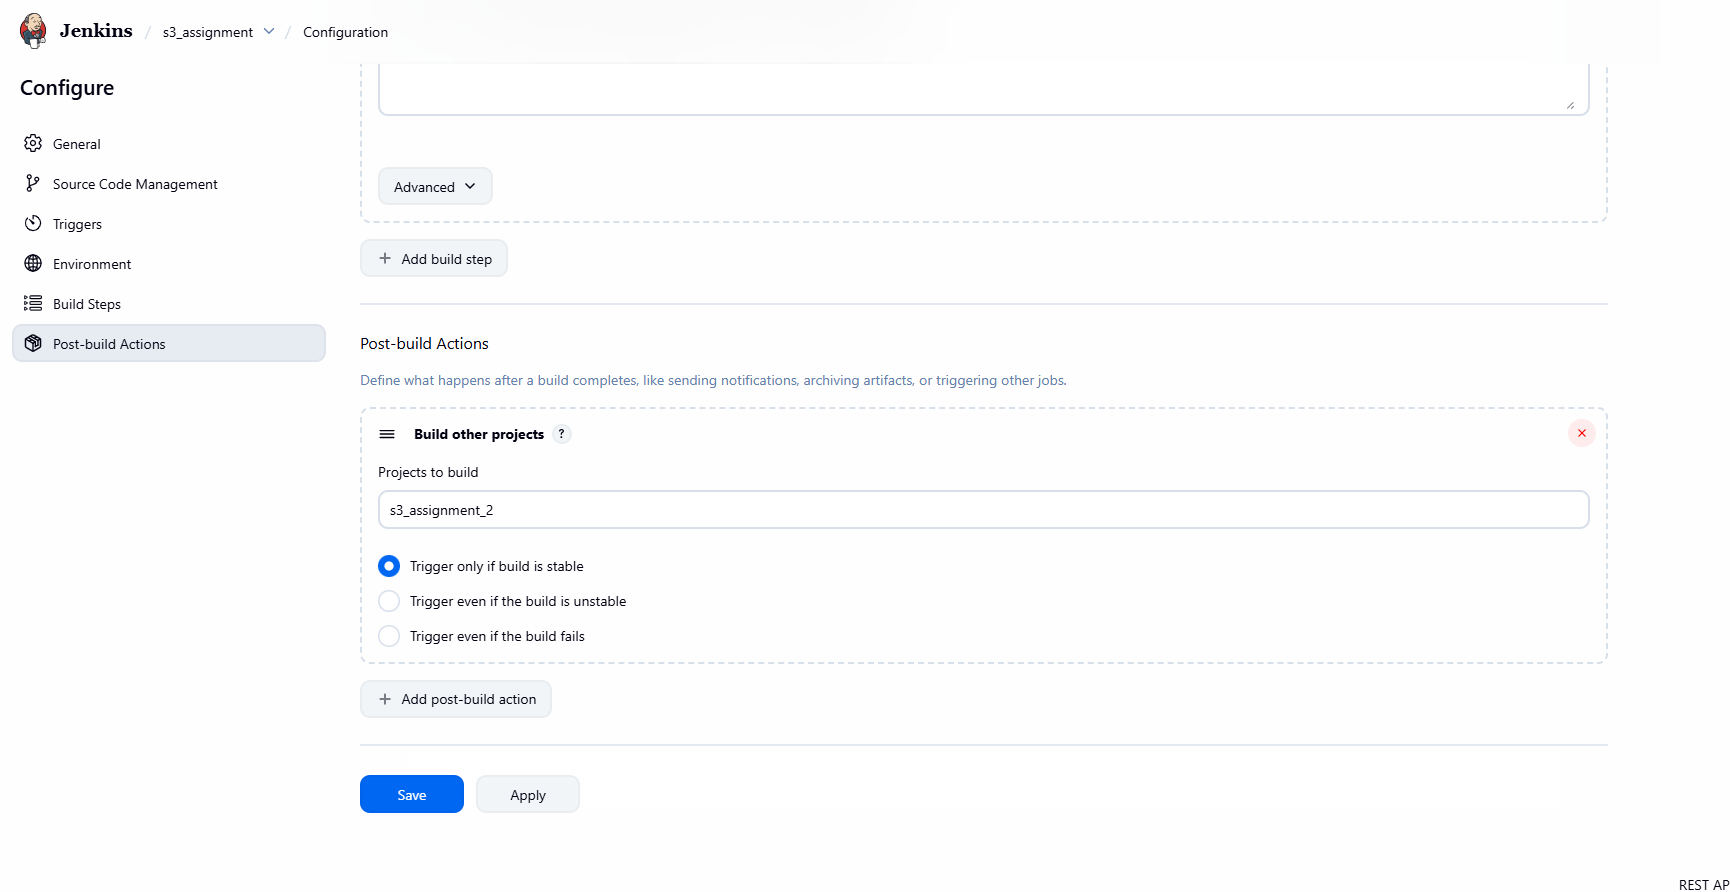 Jenkins / s3_assignment / Configuration
Configure
General
Source Code Management
Triggers
Environment
Build Steps
Post-build Actions
Advanced
+ Add build step
Post-build Actions
Define what happens after a build completes, like sending notifications, archiving artifacts, or triggering other jobs.
Build other projects ?
Projects to build
s3_assignment_2
Trigger only if build is stable
Trigger even if the build is unstable
Trigger even if the build fails
+ Add post-build action
Save Apply
REST AP